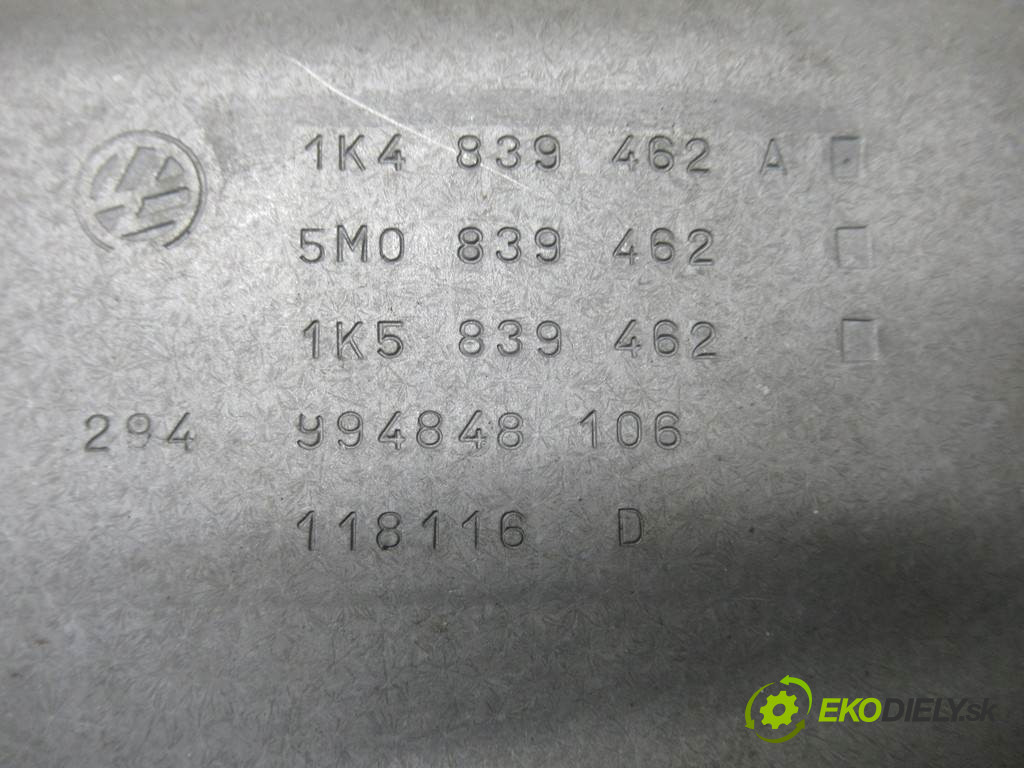 1K4 839 462 A
5M0 839 462
1K5 839 462
294 994848 106
118116 D
EKODIELY.sk